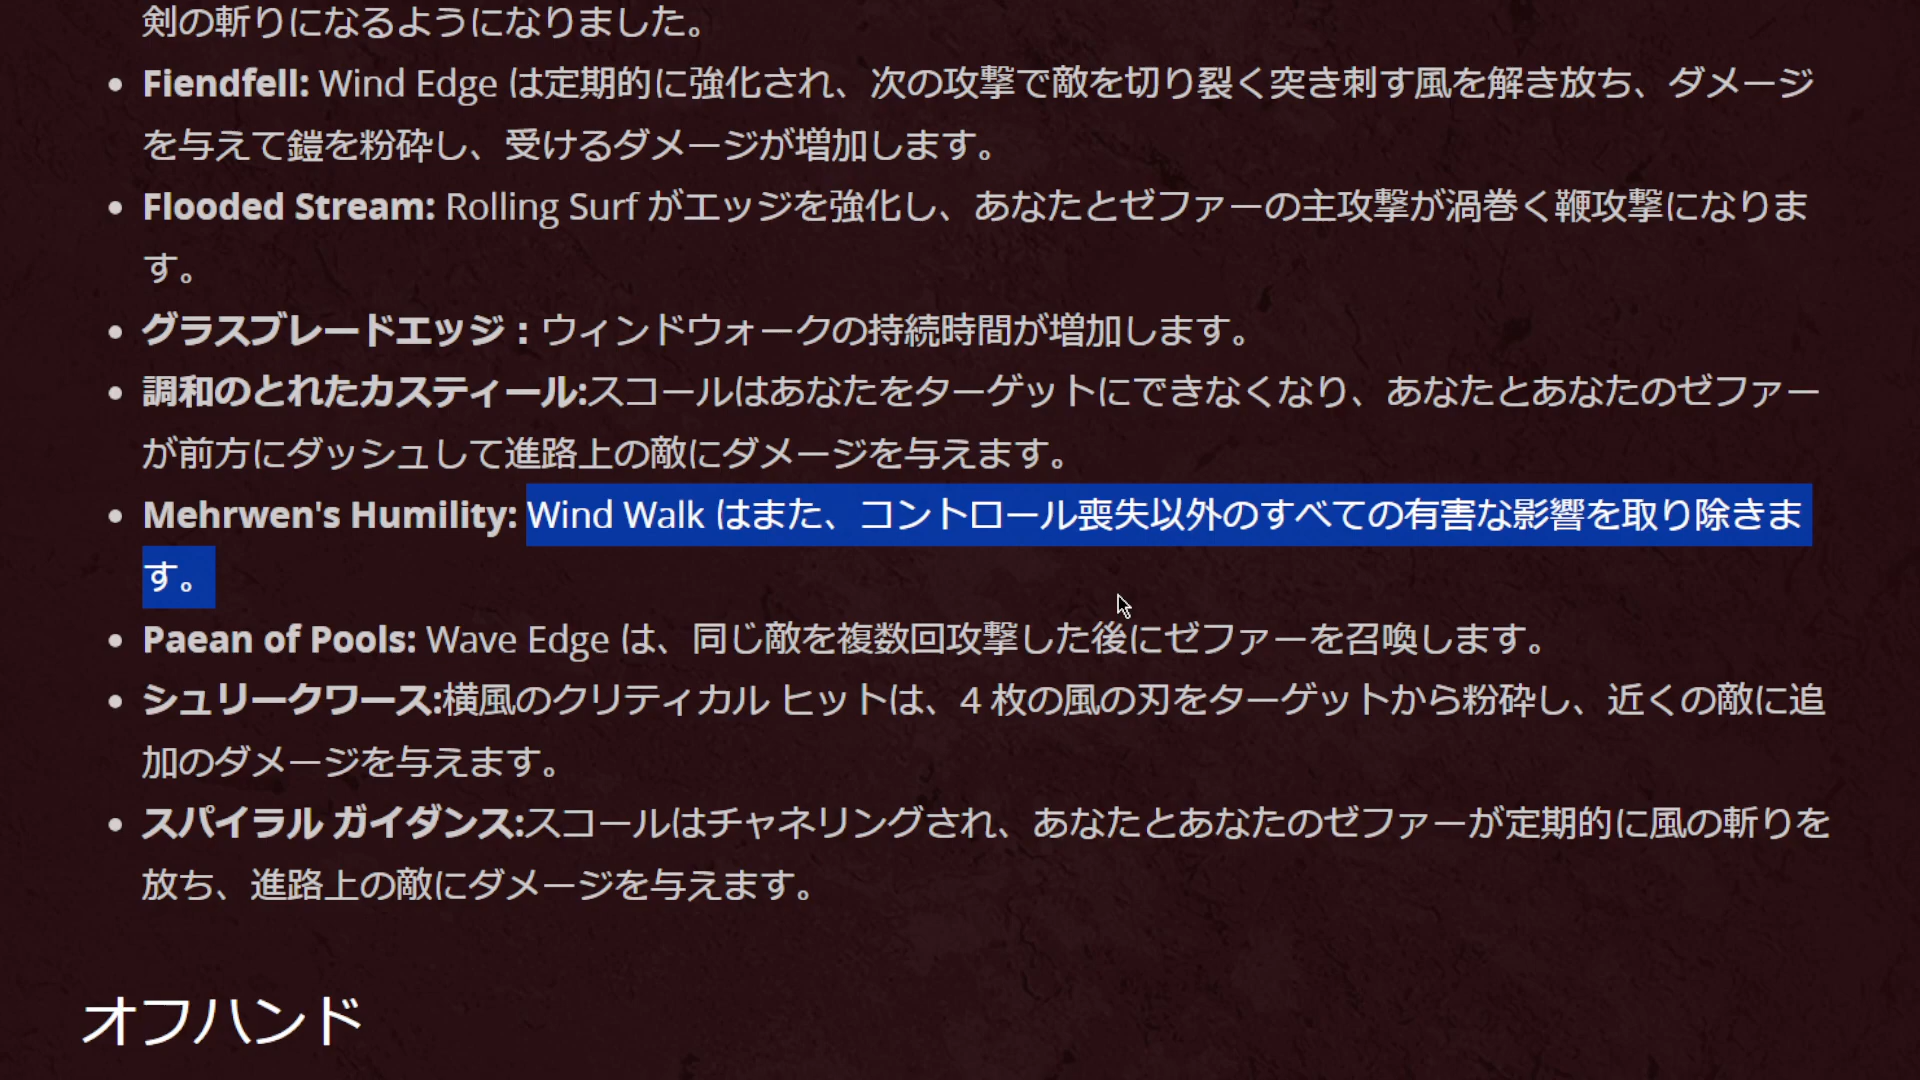 剣の斬りになるようになりました。
Fiendfell: Wind Edge は定期的に強化され、次の攻撃で敵を切り裂く突き刺す風を解き放ち、ダメージ
を与えて鎧を粉砕し、受けるダメージが増加します。
Flooded Stream: Rolling Surf がエッジを強化し、あなたとゼファーの主攻撃が渦巻く鞭攻撃になりま
す。
グラスブレードエッジ：ウィンドウォークの持続時間が増加します。
調和のとれたカスティール:スコールはあなたをターゲットにできなくなり、あなたとあなたのゼファー
が前方にダッシュして進路上の敵にダメージを与えます。
Mehrwen's Humility: Wind Walk はまた、コントロール喪失以外のすべての有害な影響を取り除きま
す。
Paean of Pools: Wave Edge は、同じ敵を複数回攻撃した後にゼファーを召喚します。
シュリークワース:横風のクリティカル ヒットは、4 枚の風の刃をターゲットから粉砕し、近くの敵に追
加のダメージを与えます。
スパイラル ガイダンス:スコールはチャネリングされ、あなたとあなたのゼファーが定期的に風の斬りを
放ち、進路上の敵にダメージを与えます。
オフハンド